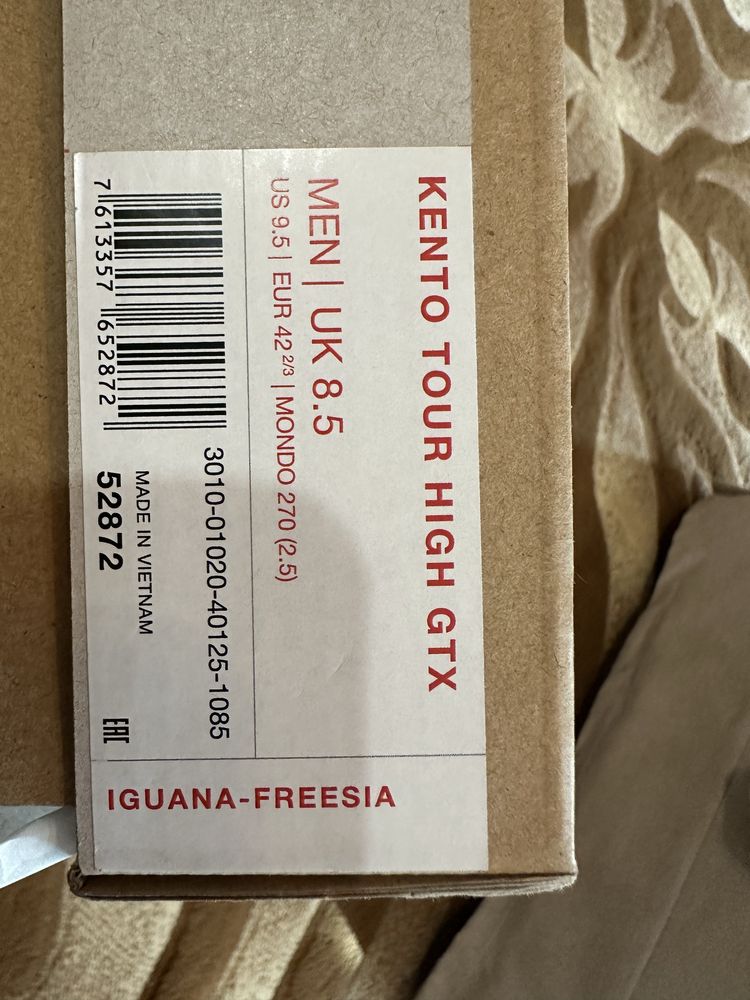 KENTO TOUR HIGH GTX
MEN | UK 8.5
US 9.5 | EUR 42 2/3 | MONDO 270 (2.5)
7 613357 652872
3010-01020-40125-1085
MADE IN VIETNAM
52872
EAC
IGUANA-FREESIA